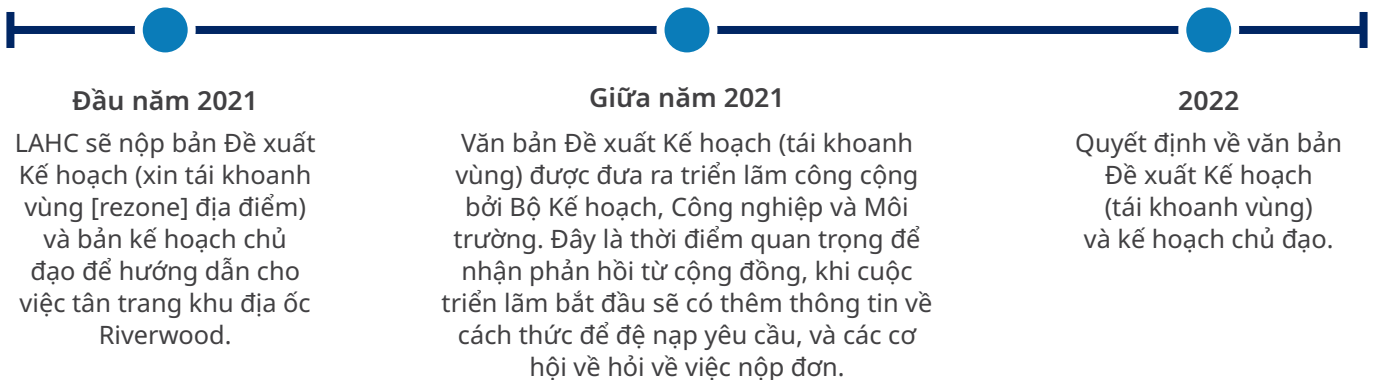 Đầu năm 2021
LAHC sẽ nộp bản Đề xuất
Kế hoạch (xin tái khoanh
vùng [rezone] địa điểm)
và bản kế hoạch chủ
đạo để hướng dẫn cho
việc tân trang khu địa ốc
Riverwood.
Giữa năm 2021
Văn bản Đề xuất Kế hoạch (tái khoanh
vùng) được đưa ra triển lãm công cộng
bởi Bộ Kế hoạch, Công nghiệp và Môi
trường. Đây là thời điểm quan trọng để
nhận phản hồi từ cộng đồng, khi cuộc
triển lãm bắt đầu sẽ có thêm thông tin về
cách thức để đệ nạp yêu cầu, và các cơ
hội về hỏi về việc nộp đơn.
2022
Quyết định về văn bản
Đề xuất Kế hoạch
(tái khoanh vùng)
và kế hoạch chủ đạo.